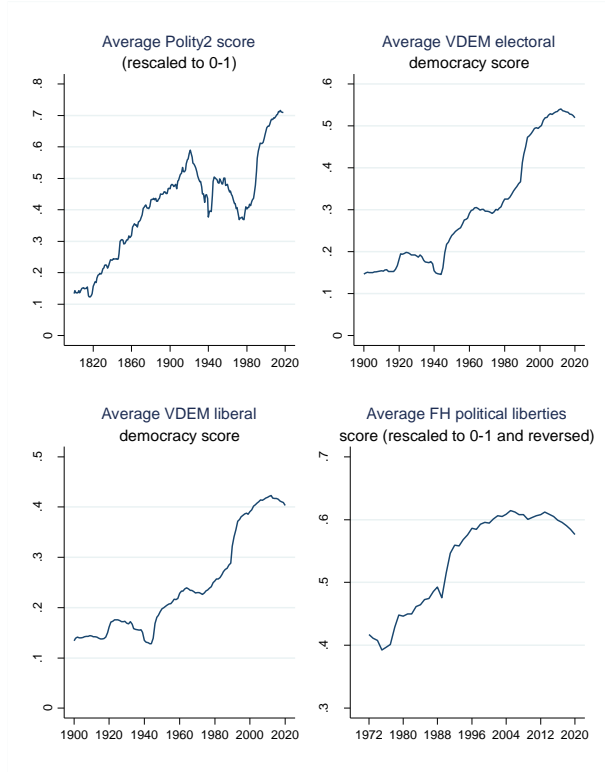 Average Polity2 score
(rescaled to 0-1)
.8
.7
.6
.5
.4
.3
.2
.1
0
1820 1860 1900 1940 1980 2020
Average VDEM electoral
democracy score
.6
.5
.4
.3
.2
.1
0
1900 1920 1940 1960 1980 2000 2020
Average VDEM liberal
democracy score
.5
.4
.3
.2
.1
0
1900 1920 1940 1960 1980 2000 2020
Average FH political liberties
score (rescaled to 0-1 and reversed)
.7
.6
.5
.4
.3
1972 1980 1988 1996 2004 2012 2020